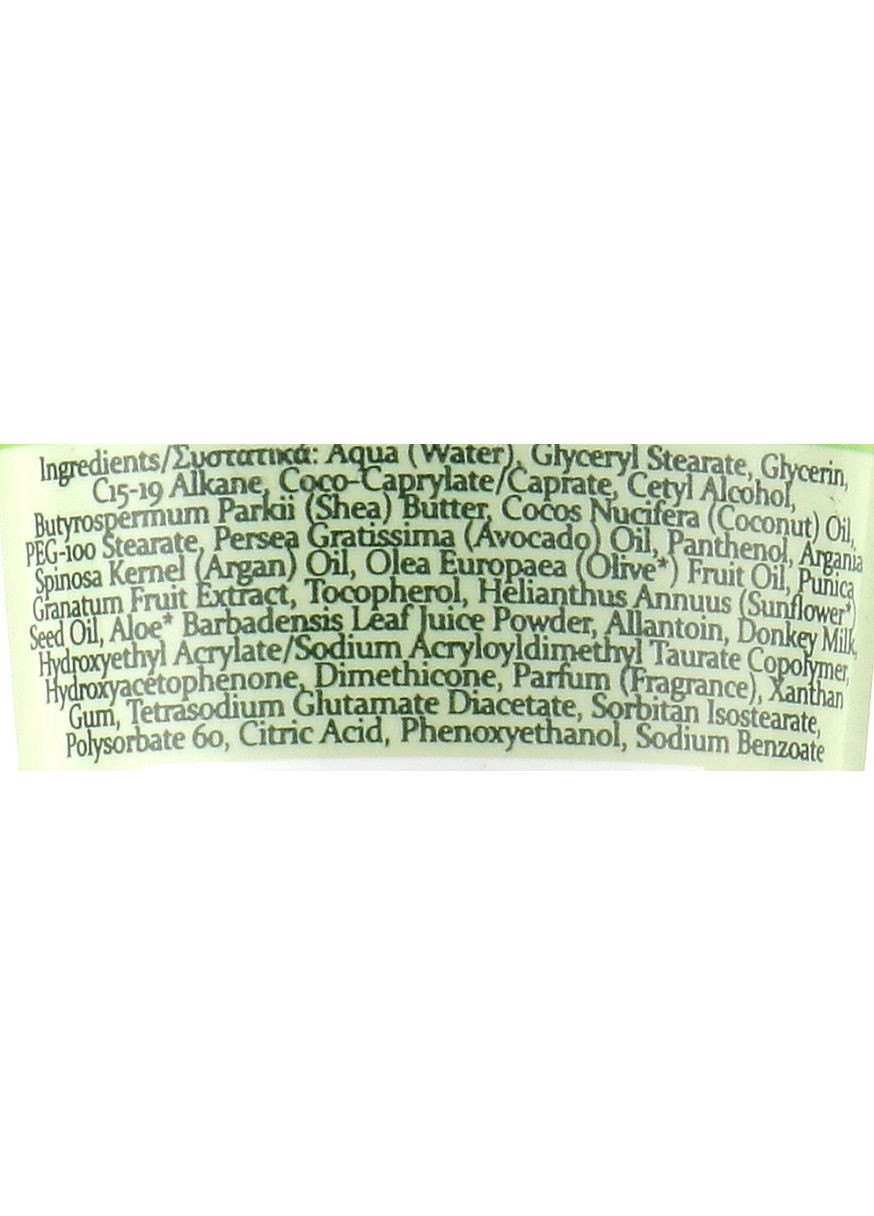 Ingredients/Συστατικά: Aqua (Water), Glyceryl Stearate, Glycerin,
C15-19 Alkane, Coco-Caprylate/Caprate, Cetyl Alcohol,
Butyrospermum Parkii (Shea) Butter, Cocos Nucifera (Coconut) Oil,
PEG-100 Stearate, Persea Gratissima (Avocado) Oil, Panthenol, Argania
Spinosa Kernel (Argan) Oil, Olea Europaea (Olive*) Fruit Oil, Punica
Granatum Fruit Extract, Tocopherol, Helianthus Annuus (Sunflower*)
Seed Oil, Aloe* Barbadensis Leaf Juice Powder, Allantoin, Donkey Milk,
Hydroxyethyl Acrylate/Sodium Acryloyldimethyl Taurate Copolymer,
Hydroxyacetophenone, Dimethicone, Parfum (Fragrance), Xanthan
Gum, Tetrasodium Glutamate Diacetate, Sorbitan Isostearate,
Polysorbate 60, Citric Acid, Phenoxyethanol, Sodium Benzoate